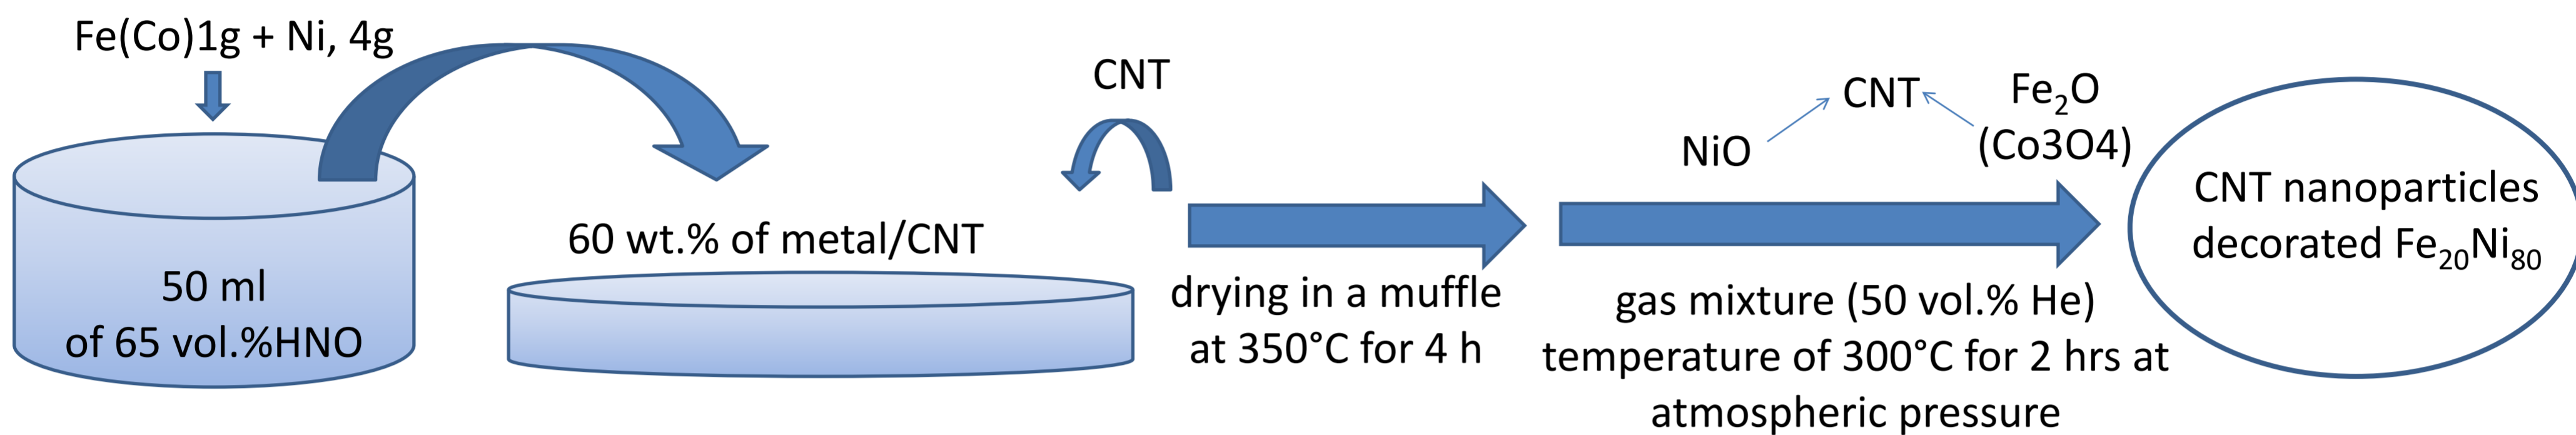 Fe(Co)1g + Ni, 4g
50 ml
of 65 vol.%HNO
60 wt.% of metal/CNT
CNT
drying in a muffle
at 350°C for 4 h
NiO
CNT
Fe₂O
(Co3O4)
gas mixture (50 vol.% He)
temperature of 300°C for 2 hrs at
atmospheric pressure
CNT nanoparticles
decorated Fe₂₀Ni₈₀